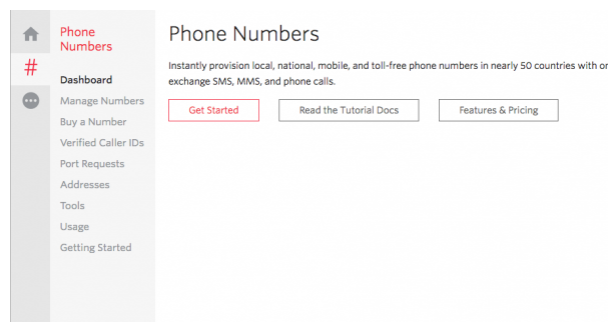 Phone
Numbers
#
Dashboard
Manage Numbers
Buy a Number
Verified Caller IDs
Port Requests
Addresses
Tools
Usage
Getting Started
Phone Numbers
Instantly provision local, national, mobile, and toll-free phone numbers in nearly 50 countries with
exchange SMS, MMS, and phone calls.
Get Started
Read the Tutorial Docs
Features & Pricing